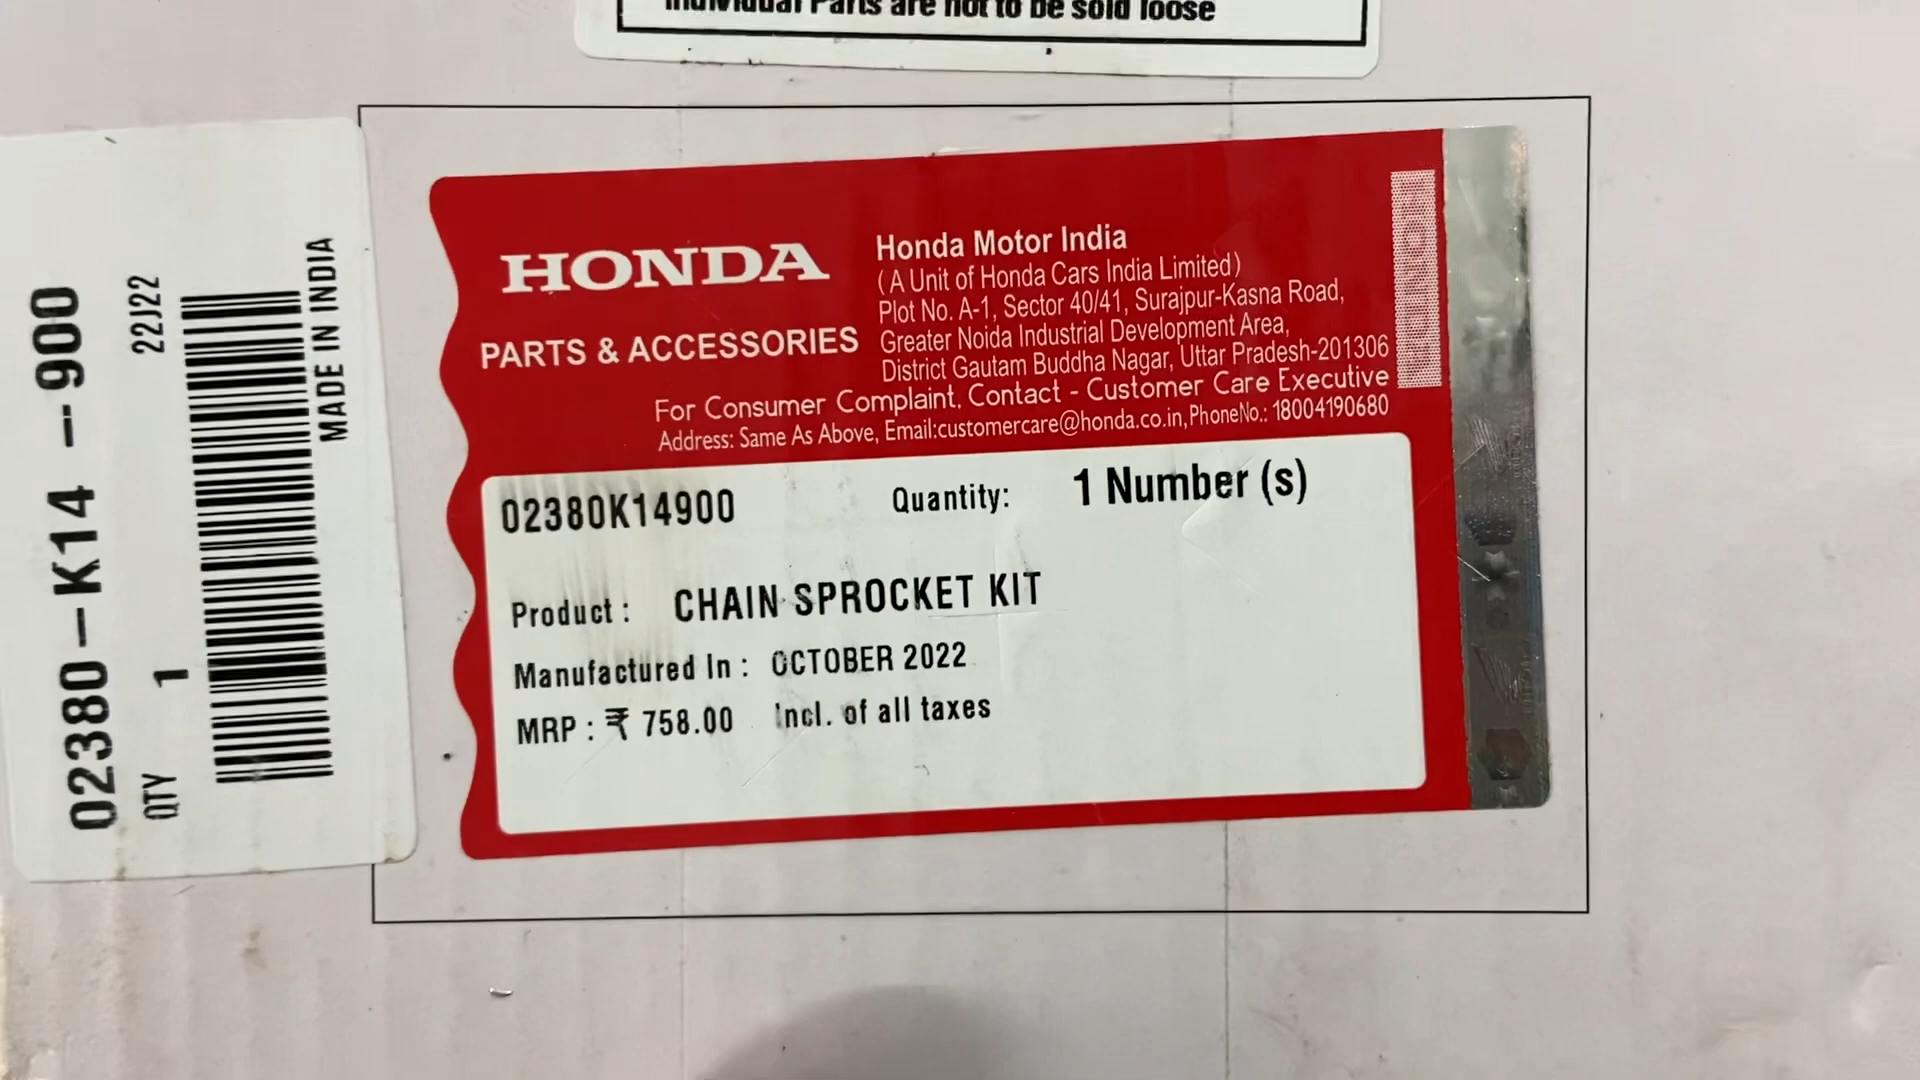 Individual Parts are not to be sold loose
02380-K14-900
22J22
QTY 1
MADE IN INDIA
HONDA
PARTS & ACCESSORIES
Honda Motor India
(A Unit of Honda Cars India Limited)
Plot No. A-1, Sector 40/41, Surajpur-Kasna Road,
Greater Noida Industrial Development Area,
District Gautam Buddha Nagar, Uttar Pradesh-201306
For Consumer Complaint, Contact - Customer Care Executive
Address: Same As Above, Email:customercare@honda.co.in,PhoneNo.: 18004190680
02380K14900 Quantity: 1 Number (s)
Product : CHAIN SPROCKET KIT
Manufactured In : OCTOBER 2022
MRP : ₹ 758.00 Incl. of all taxes